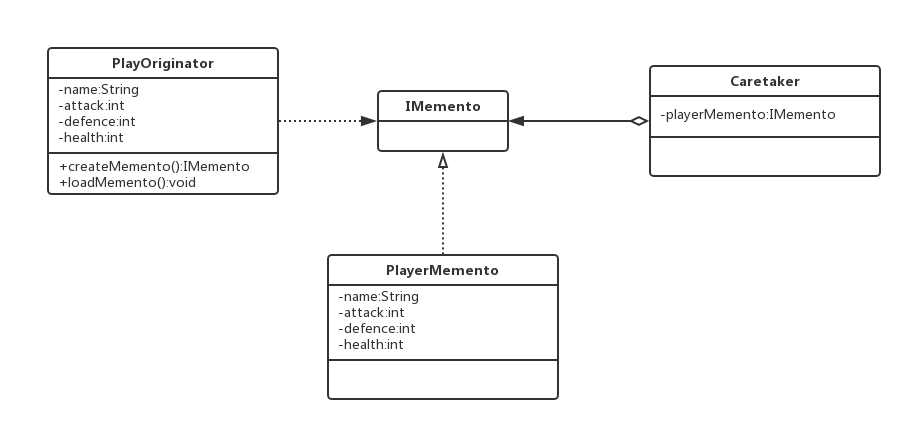 PlayOriginator
-name:String
-attack:int
-defence:int
-health:int
+createMemento():IMemento
+loadMemento():void
IMemento
Caretaker
-playerMemento:IMemento
PlayerMemento
-name:String
-attack:int
-defence:int
-health:int